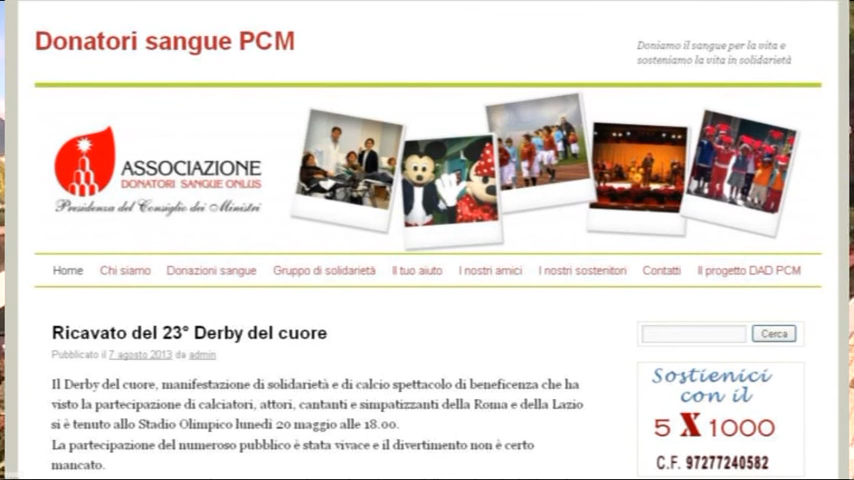 Donatori sangue PCM
Doniamo il sangue per la vita e
sosteniamo la vita in solidarietà
ASSOCIAZIONE
DONATORI SANGUE ONLUS
Presidenza del Consiglio dei Ministri
Home Chi siamo Donazioni sangue Gruppo di solidarietà Il tuo aiuto I nostri amici I nostri sostenitori Contatti Il progetto DAD PCM
Ricavato del 23° Derby del cuore
Pubblicato il 7 agosto 2013 da admin
Il Derby del cuore, manifestazione di solidarietà e di calcio spettacolo di beneficenza che ha
visto la partecipazione di calciatori, attori, cantanti e simpatizzanti della Roma e della Lazio
si è tenuto allo Stadio Olimpico lunedì 20 maggio alle 18.00.
La partecipazione del numeroso pubblico è stata vivace e il divertimento non è certo
mancato.
Cerca
Sostienici
con il
5 X 1000
C.F. 97277240582